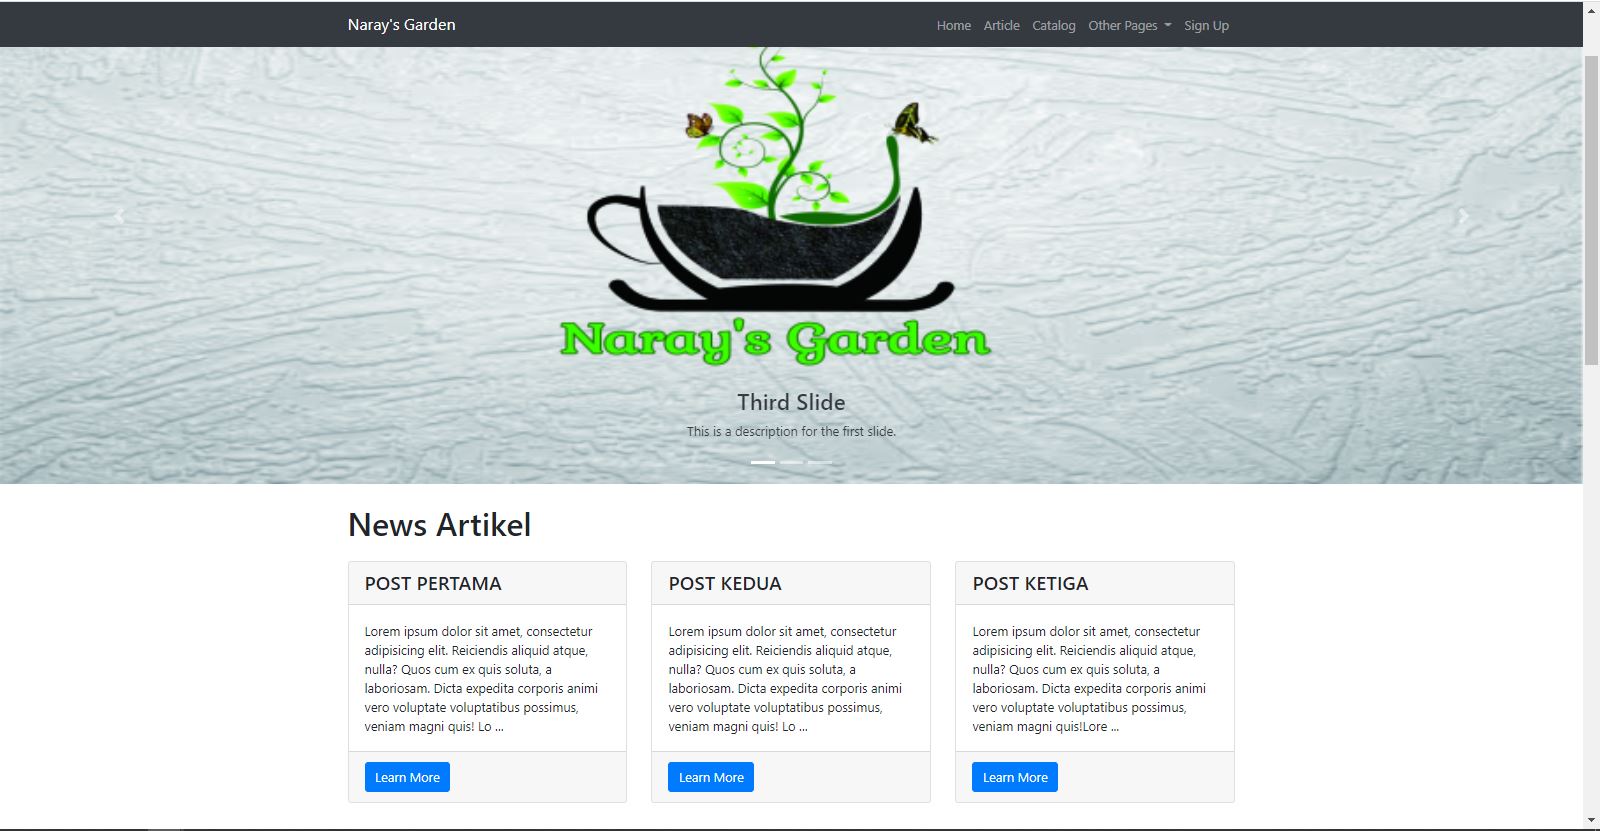 Naray's Garden
Home Article Catalog Other Pages Sign Up
Naray's Garden
Third Slide
This is a description for the first slide.
News Artikel
POST PERTAMA
Lorem ipsum dolor sit amet, consectetur
adipisicing elit. Reiciendis aliquid atque,
nulla? Quos cum ex quis soluta, a
laboriosam. Dicta expedita corporis animi
vero voluptate voluptatibus possimus,
veniam magni quis! Lo ...
Learn More
POST KEDUA
Lorem ipsum dolor sit amet, consectetur
adipisicing elit. Reiciendis aliquid atque,
nulla? Quos cum ex quis soluta, a
laboriosam. Dicta expedita corporis animi
vero voluptate voluptatibus possimus,
veniam magni quis! Lo ...
Learn More
POST KETIGA
Lorem ipsum dolor sit amet, consectetur
adipisicing elit. Reiciendis aliquid atque,
nulla? Quos cum ex quis soluta, a
laboriosam. Dicta expedita corporis animi
vero voluptate voluptatibus possimus,
veniam magni quis!Lore ...
Learn More